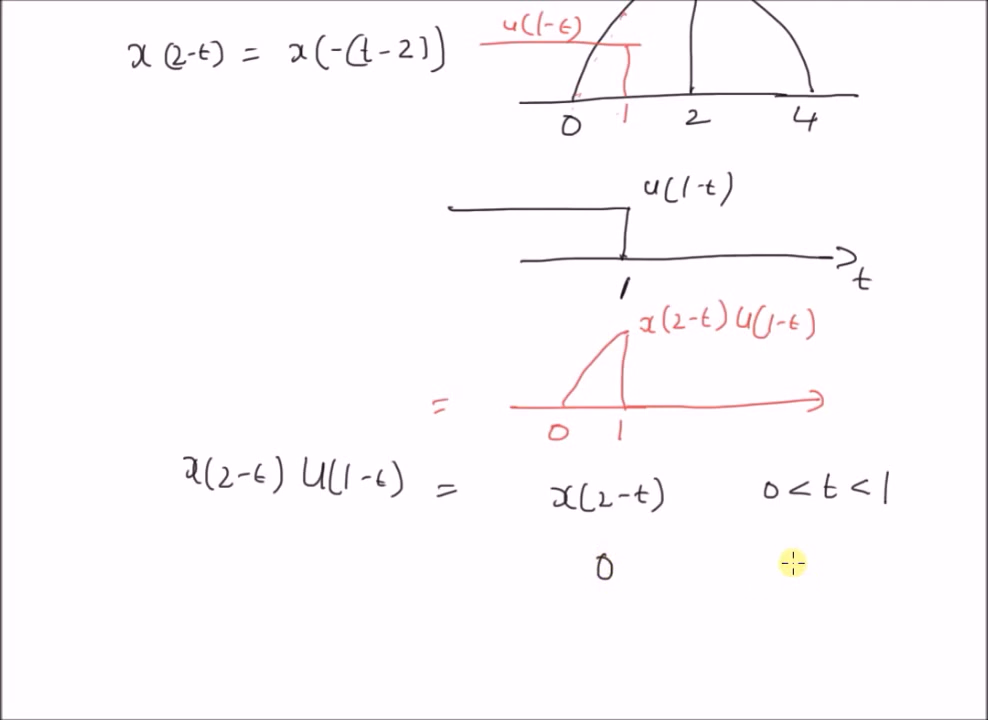 u(1-t)
x(2-t) = x(-(t-2))
0 1 2 4
u(1-t)
t
1
x(2-t) u(1-t)
=
0 1
x(2-t) u(1-t) = x(2-t) 0 < t < 1
0